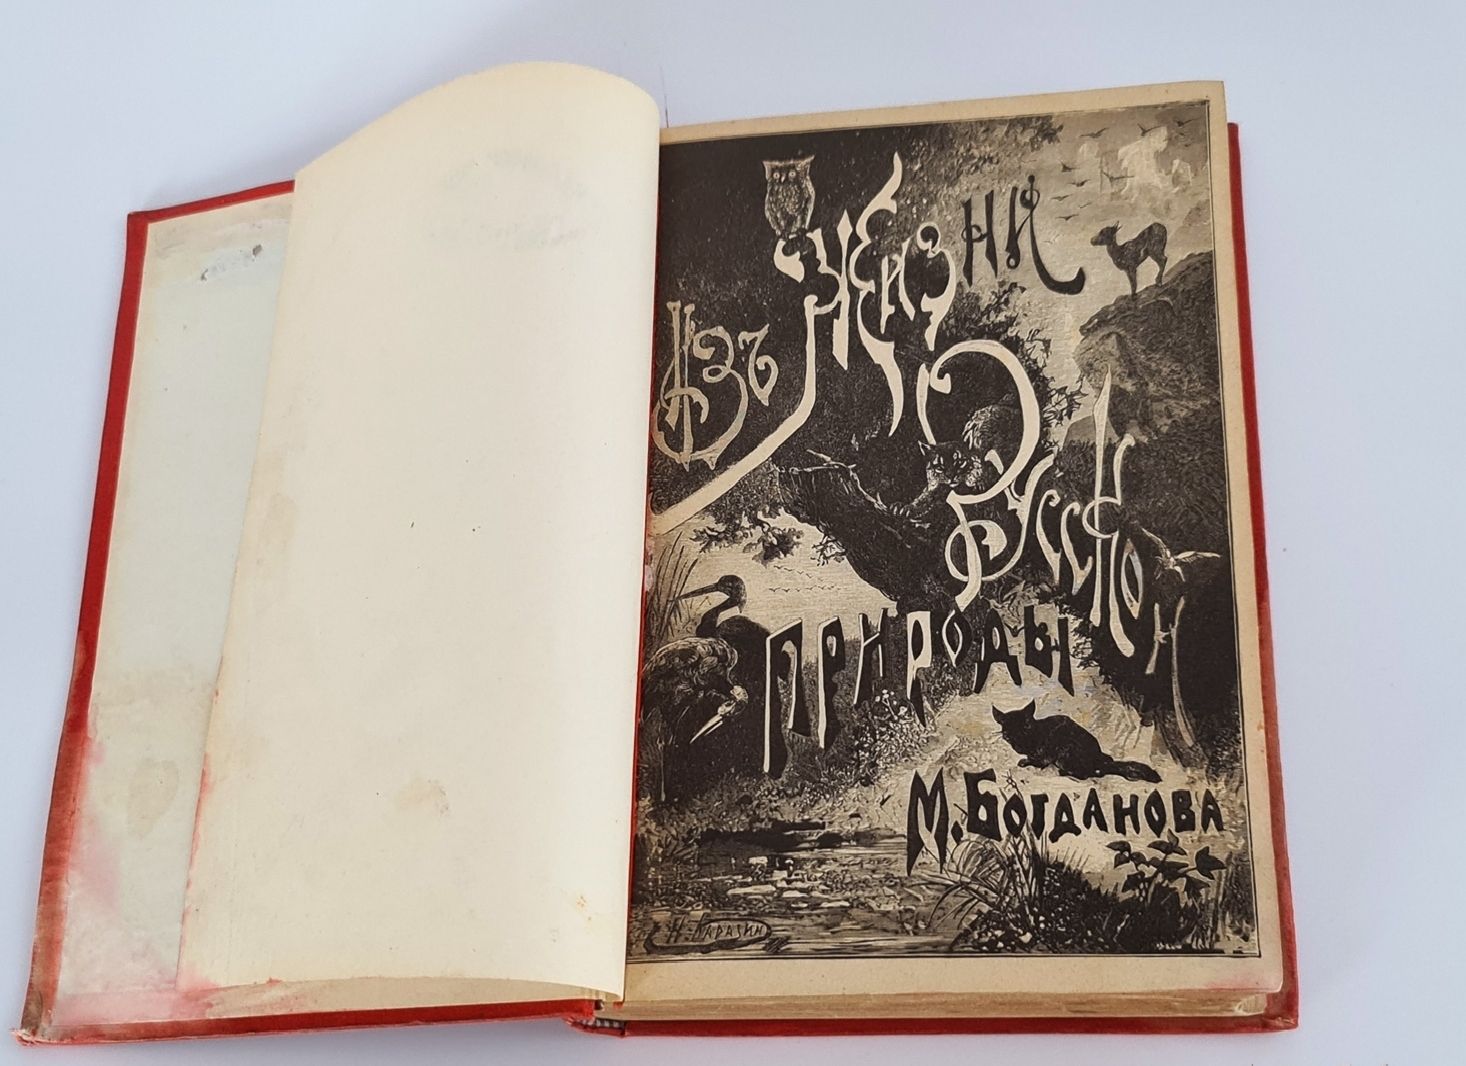 Изъ Жизни
Русской
природы
М. Богданова
Н. Каразин